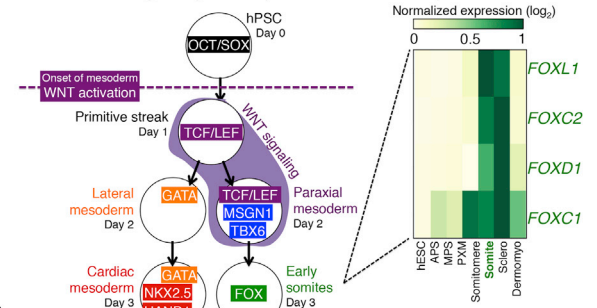 hPSC
Day 0
OCT/SOX
Onset of mesoderm
WNT activation
Primitive streak
Day 1
TCF/LEF
WNT signaling
Lateral
mesoderm
Day 2
GATA
TCF/LEF
MSGN1
TBX6
Paraxial
mesoderm
Day 2
Cardiac
mesoderm
Day 3
GATA
NKX2.5
FOX
Early
somites
Day 3
Normalized expression (log2)
0 0.5 1
FOXL1
FOXC2
FOXD1
FOXC1
hESC
APS
MPS
PXM
Somitomere
Somite
Sclero
Dermomyo